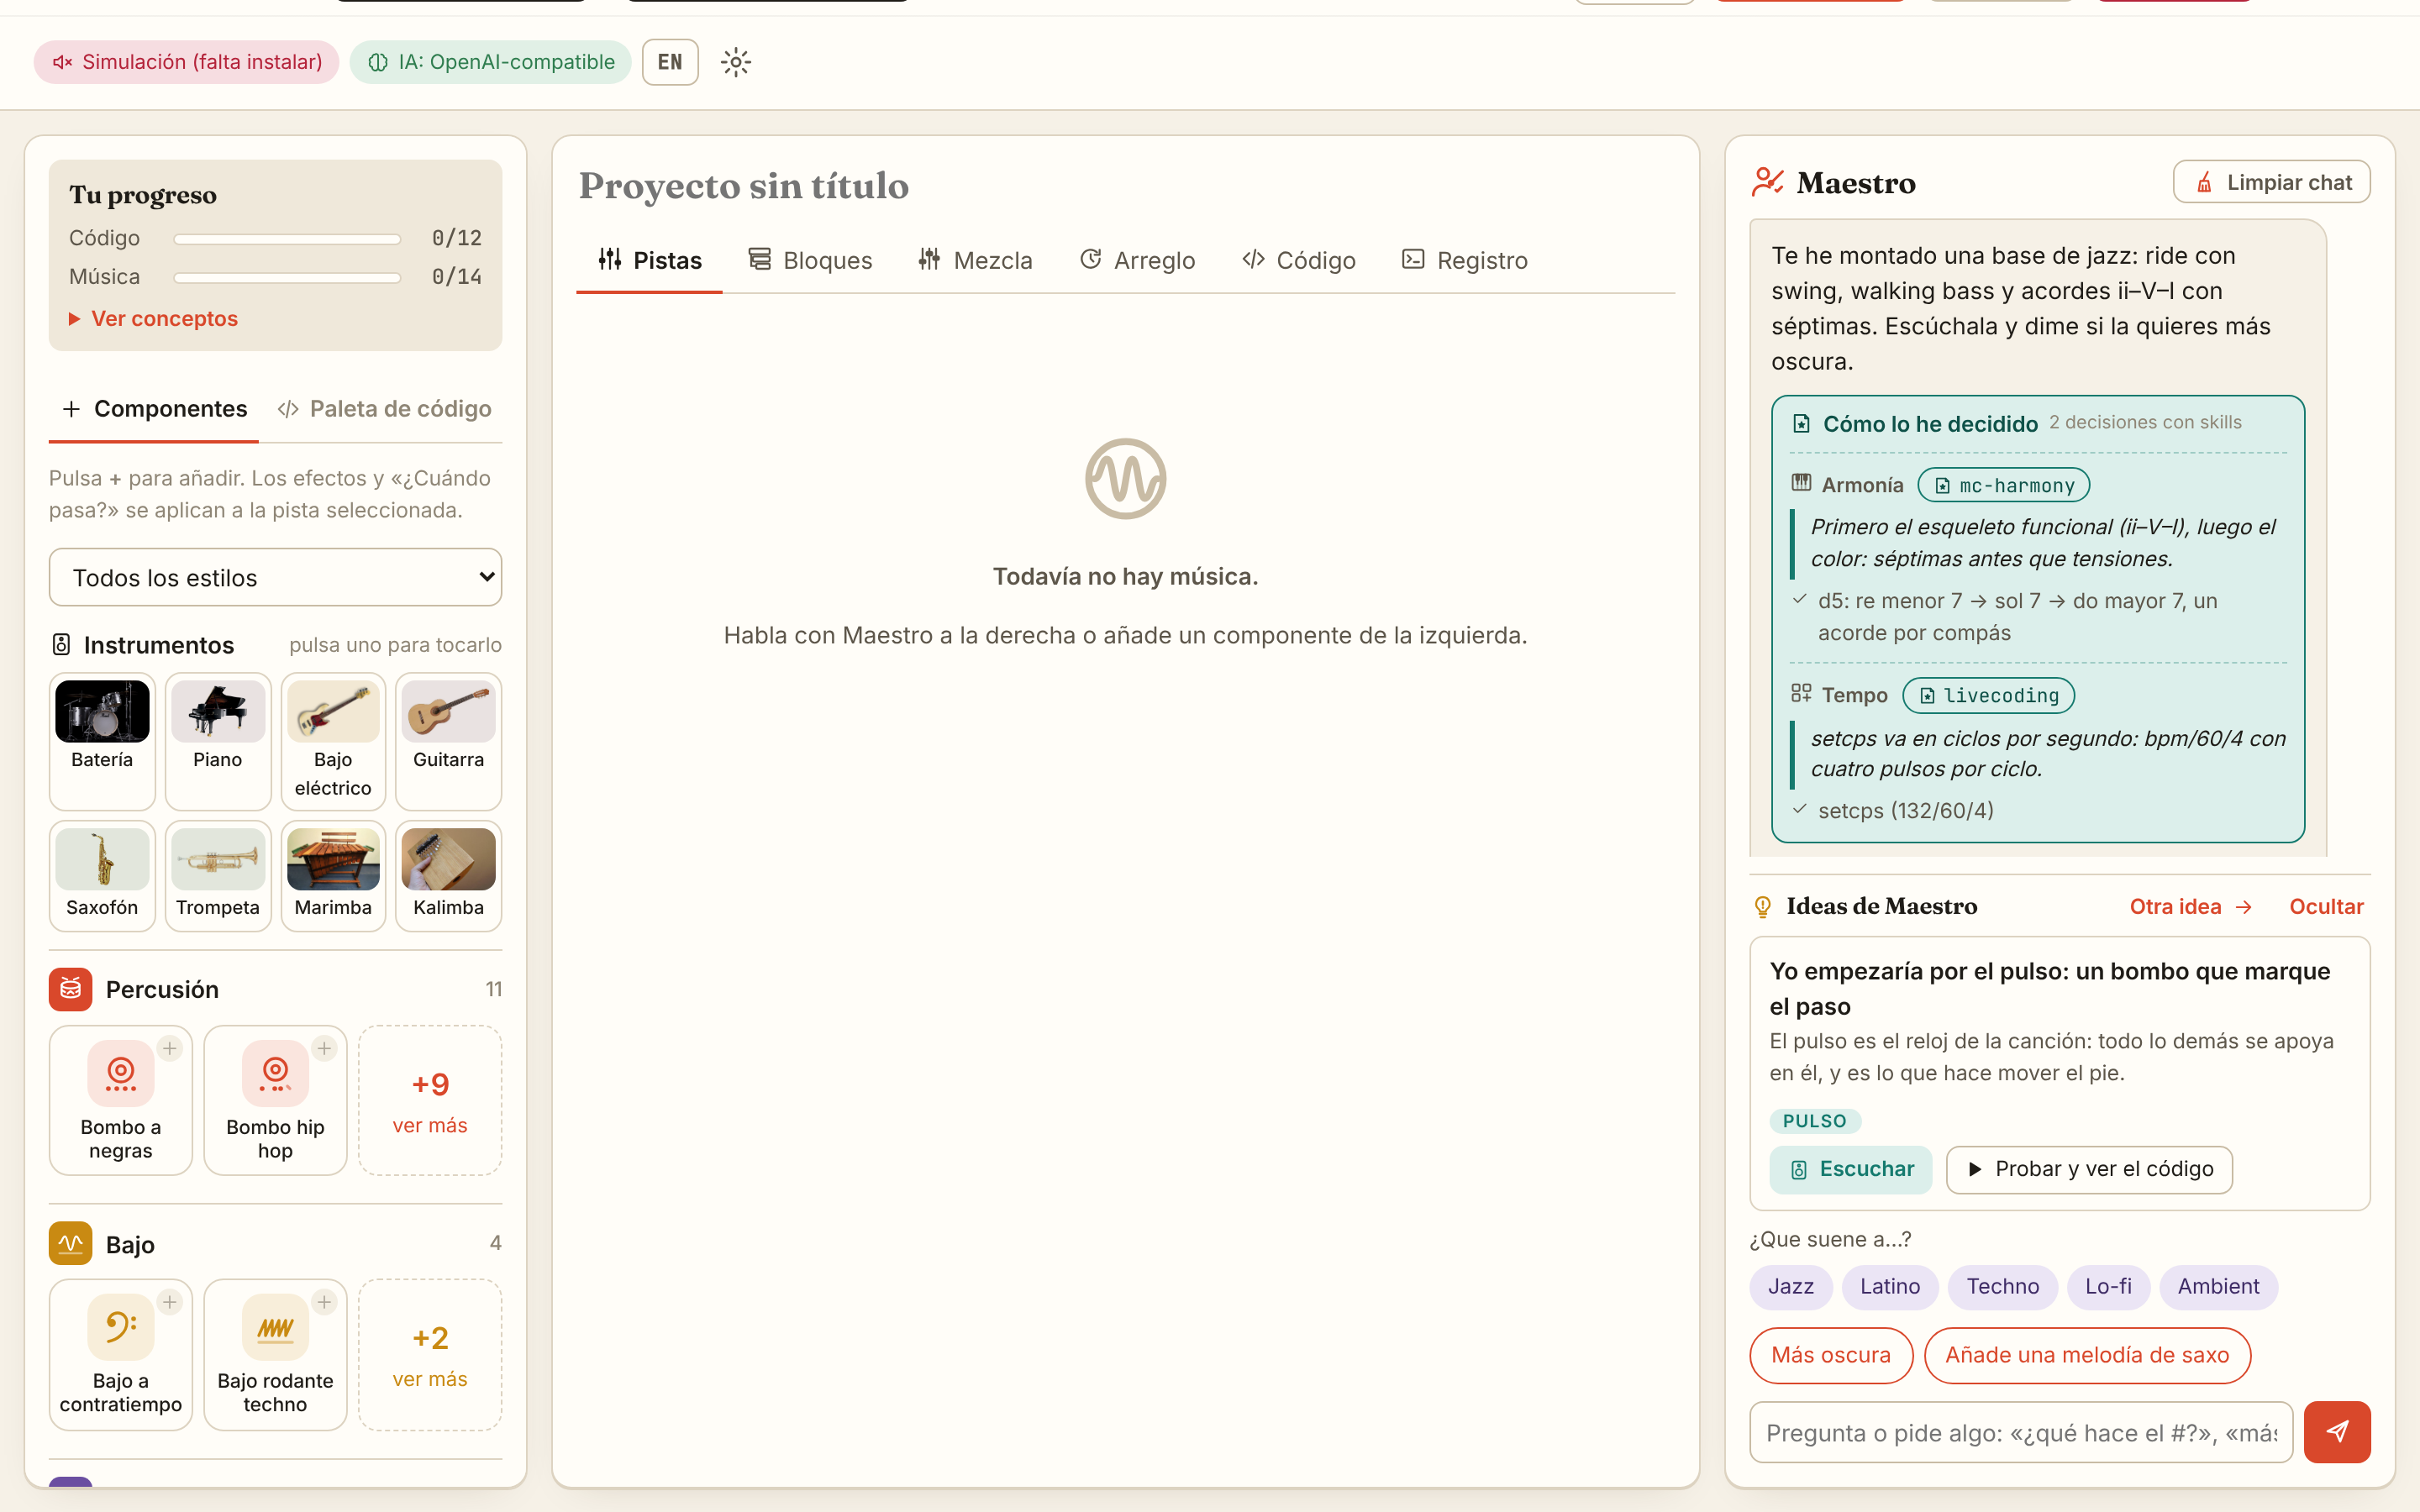 Simulación (falta instalar)
IA: OpenAI-compatible
EN
Tu progreso
Código 0/12
Música 0/14
Ver conceptos
Componentes
Paleta de código
Pulsa + para añadir. Los efectos y «¿Cuándo
pasa?» se aplican a la pista seleccionada.
Todos los estilos
Instrumentos
pulsa uno para tocarlo
Batería
Piano
Bajo
eléctrico
Guitarra
Saxofón
Trompeta
Marimba
Kalimba
Percusión
11
Bombo a
negras
Bombo hip
hop
+9
ver más
Bajo
4
Bajo a
contratiempo
Bajo rodante
techno
+2
ver más
Proyecto sin título
Pistas
Bloques
Mezcla
Arreglo
Código
Registro
Todavía no hay música.
Habla con Maestro a la derecha o añade un componente de la izquierda.
Maestro
Limpiar chat
Te he montado una base de jazz: ride con
swing, walking bass y acordes ii–V–I con
séptimas. Escúchala y dime si la quieres más
oscura.
Cómo lo he decidido 2 decisiones con skills
Armonía mc-harmony
Primero el esqueleto funcional (ii–V–I), luego el
color: séptimas antes que tensiones.
d5: re menor 7 → sol 7 → do mayor 7, un
acorde por compás
Tempo livecoding
setcps va en ciclos por segundo: bpm/60/4 con
cuatro pulsos por ciclo.
setcps (132/60/4)
Ideas de Maestro
Otra idea →
Ocultar
Yo empezaría por el pulso: un bombo que marque
el paso
El pulso es el reloj de la canción: todo lo demás se apoya
en él, y es lo que hace mover el pie.
PULSO
Escuchar
Probar y ver el código
¿Que suene a...?
Jazz
Latino
Techno
Lo-fi
Ambient
Más oscura
Añade una melodía de saxo
Pregunta o pide algo: «¿qué hace el #?», «más